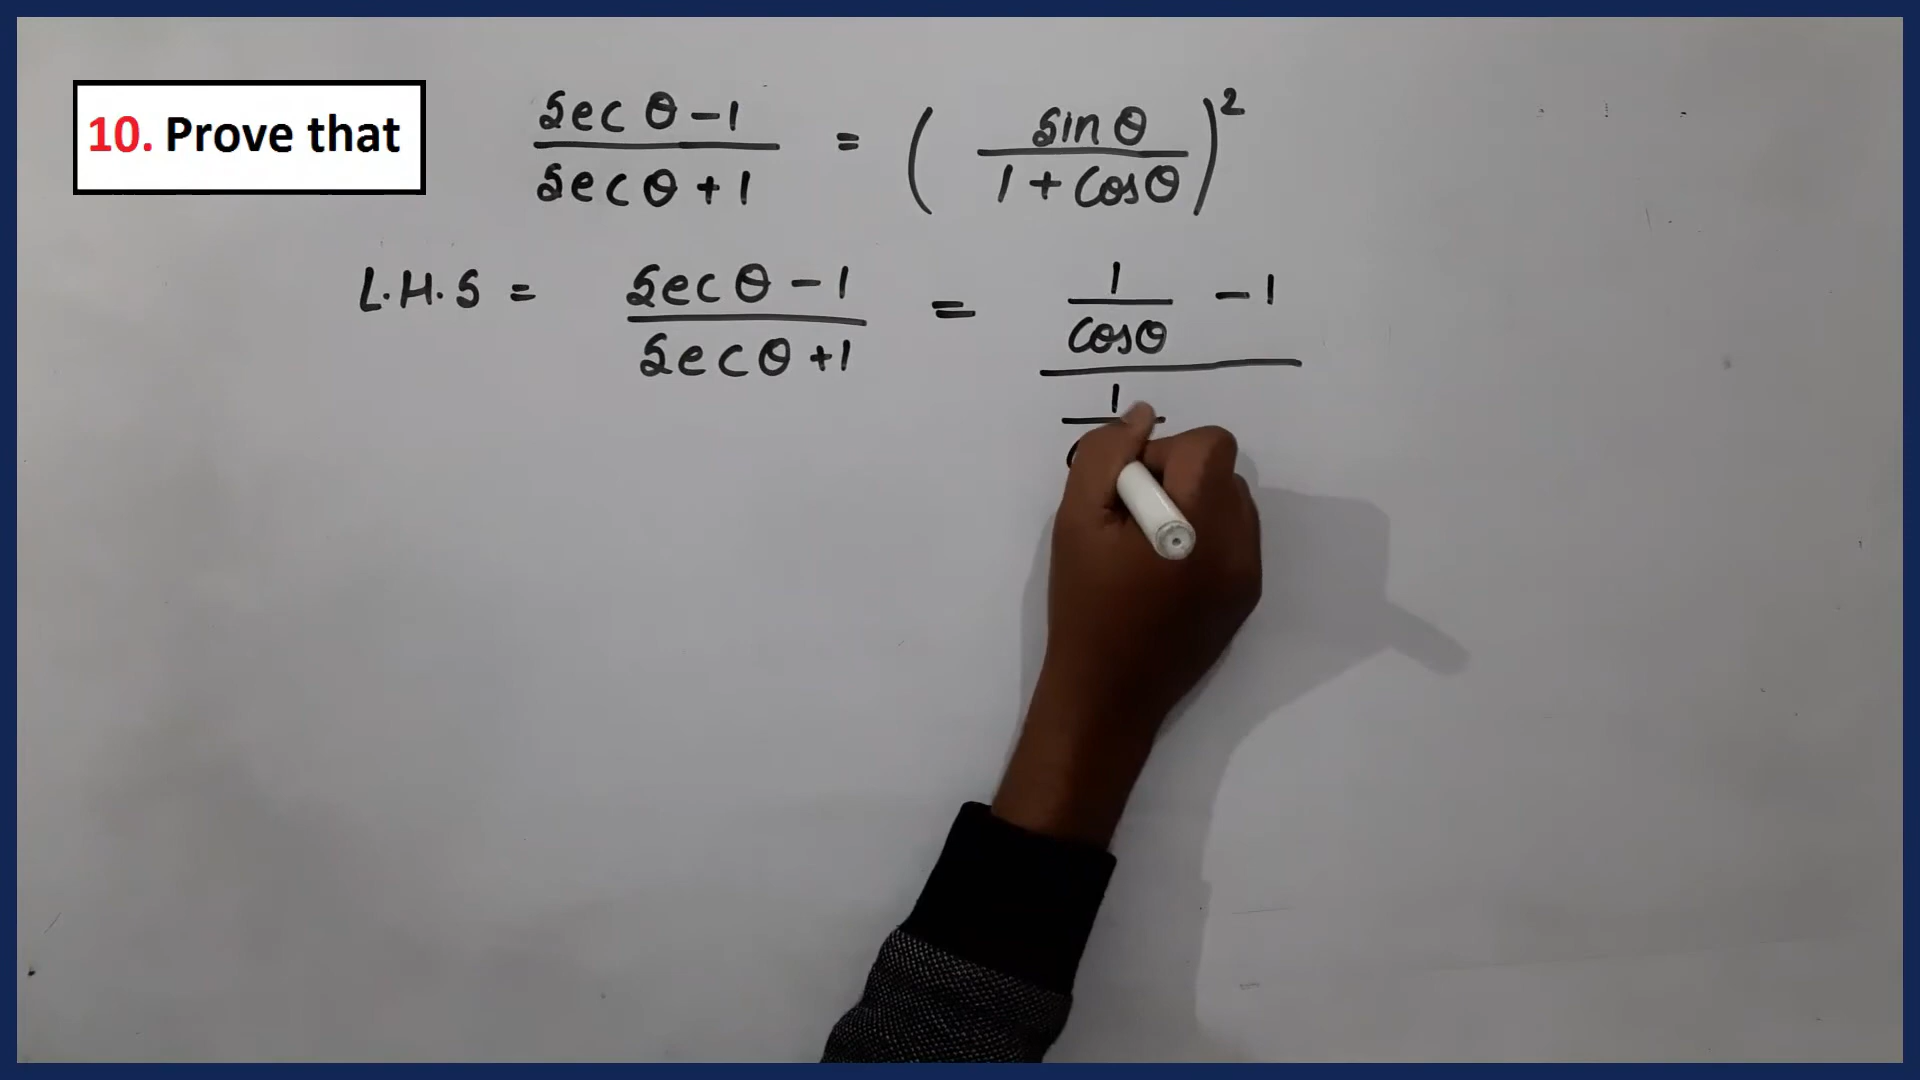 10. Prove that
sec θ - 1 / sec θ + 1 = ( sin θ / 1 + cos θ )²
L.H.S = sec θ - 1 / sec θ + 1 = 1 / cos θ - 1
1